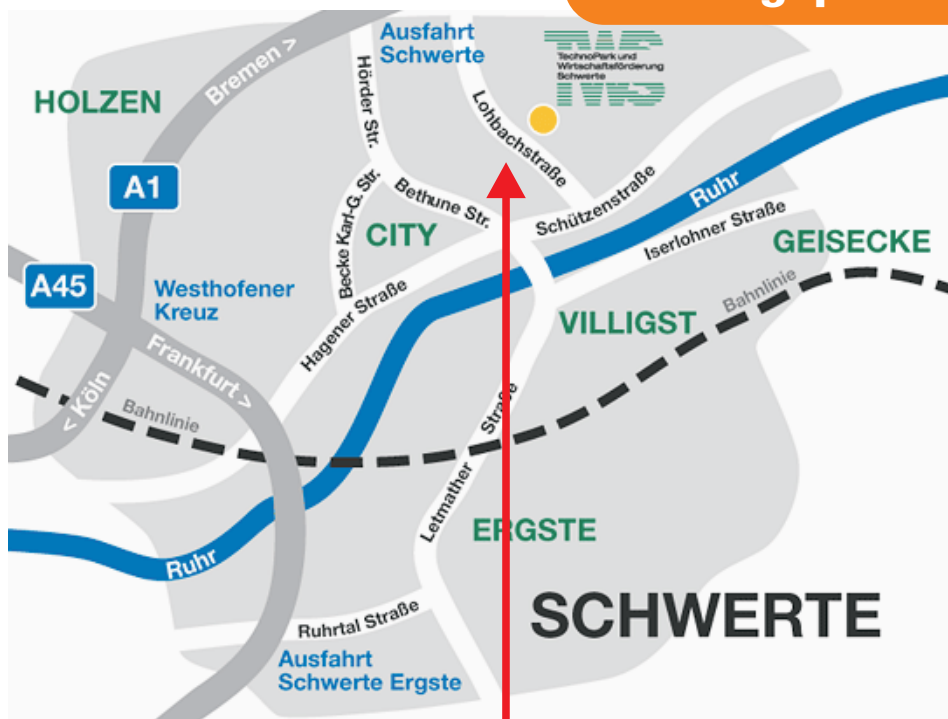 Ausfahrt
Schwerte
TechnoPark und
Wirtschaftsförderung
Schwerte
Bremen >
Hörder Str.
HOLZEN
Lohbachstraße
A1
Becke Karl-G. Str.
Bethune Str.
Schützenstraße
Ruhr
CITY
Iserlohner Straße
GEISECKE
A45
Westhofener
Kreuz
Hagener Straße
VILLIGST
Bahnlinie
Frankfurt >
< Köln
Bahnlinie
Letmather Straße
ERGSTE
Ruhr
SCHWERTE
Ruhrtal Straße
Ausfahrt
Schwerte Ergste